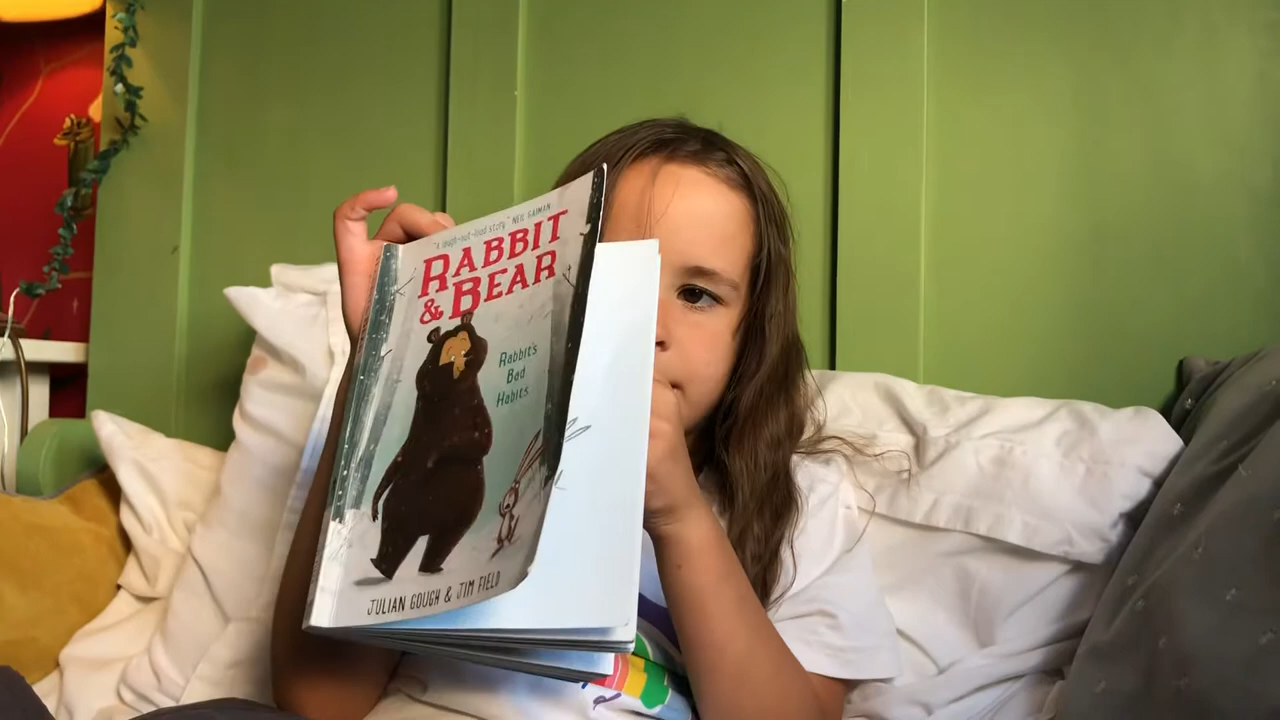 "A laugh-out-loud story" NEIL GAIMAN
RABBIT
& BEAR
Rabbit's
Bad
Habits
JULIAN GOUGH & JIM FIELD